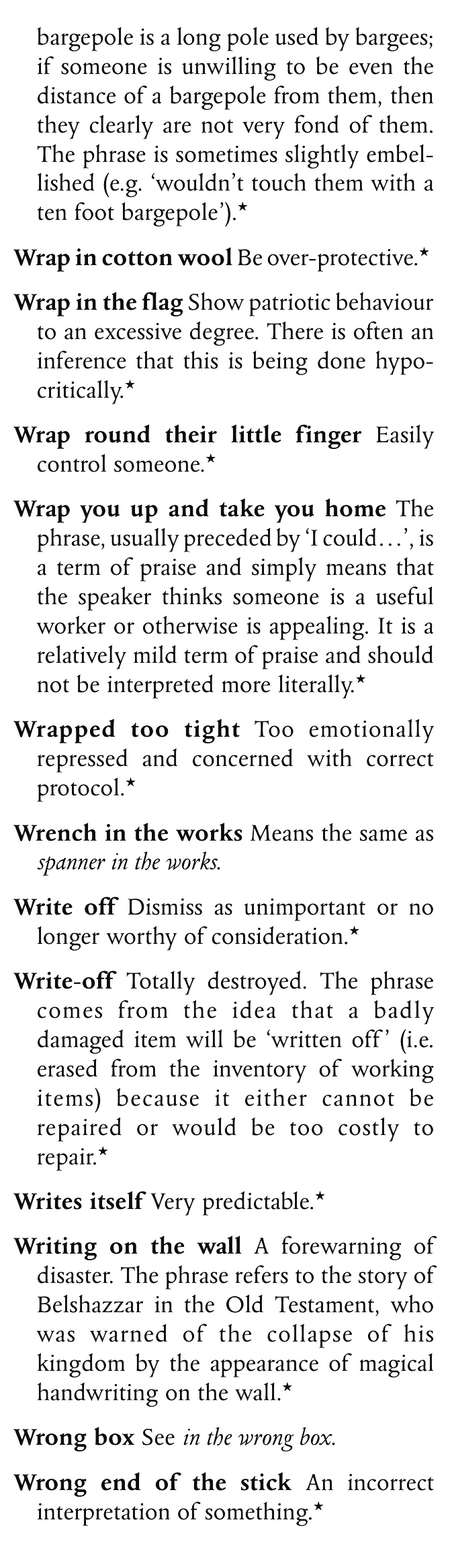 bargepole is a long pole used by bargees;
if someone is unwilling to be even the
distance of a bargepole from them, then
they clearly are not very fond of them.
The phrase is sometimes slightly embel-
lished (e.g. ‘wouldn’t touch them with a
ten foot bargepole’).★
Wrap in cotton wool Be over-protective.★
Wrap in the flag Show patriotic behaviour
to an excessive degree. There is often an
inference that this is being done hypo-
critically.★
Wrap round their little finger Easily
control someone.★
Wrap you up and take you home The
phrase, usually preceded by ‘I could…’, is
a term of praise and simply means that
the speaker thinks someone is a useful
worker or otherwise is appealing. It is a
relatively mild term of praise and should
not be interpreted more literally.★
Wrapped too tight Too emotionally
repressed and concerned with correct
protocol.★
Wrench in the works Means the same as
spanner in the works.
Write off Dismiss as unimportant or no
longer worthy of consideration.★
Write-off Totally destroyed. The phrase
comes from the idea that a badly
damaged item will be ‘written off’ (i.e.
erased from the inventory of working
items) because it either cannot be
repaired or would be too costly to
repair.★
Writes itself Very predictable.★
Writing on the wall A forewarning of
disaster. The phrase refers to the story of
Belshazzar in the Old Testament, who
was warned of the collapse of his
kingdom by the appearance of magical
handwriting on the wall.★
Wrong box See in the wrong box.
Wrong end of the stick An incorrect
interpretation of something.★